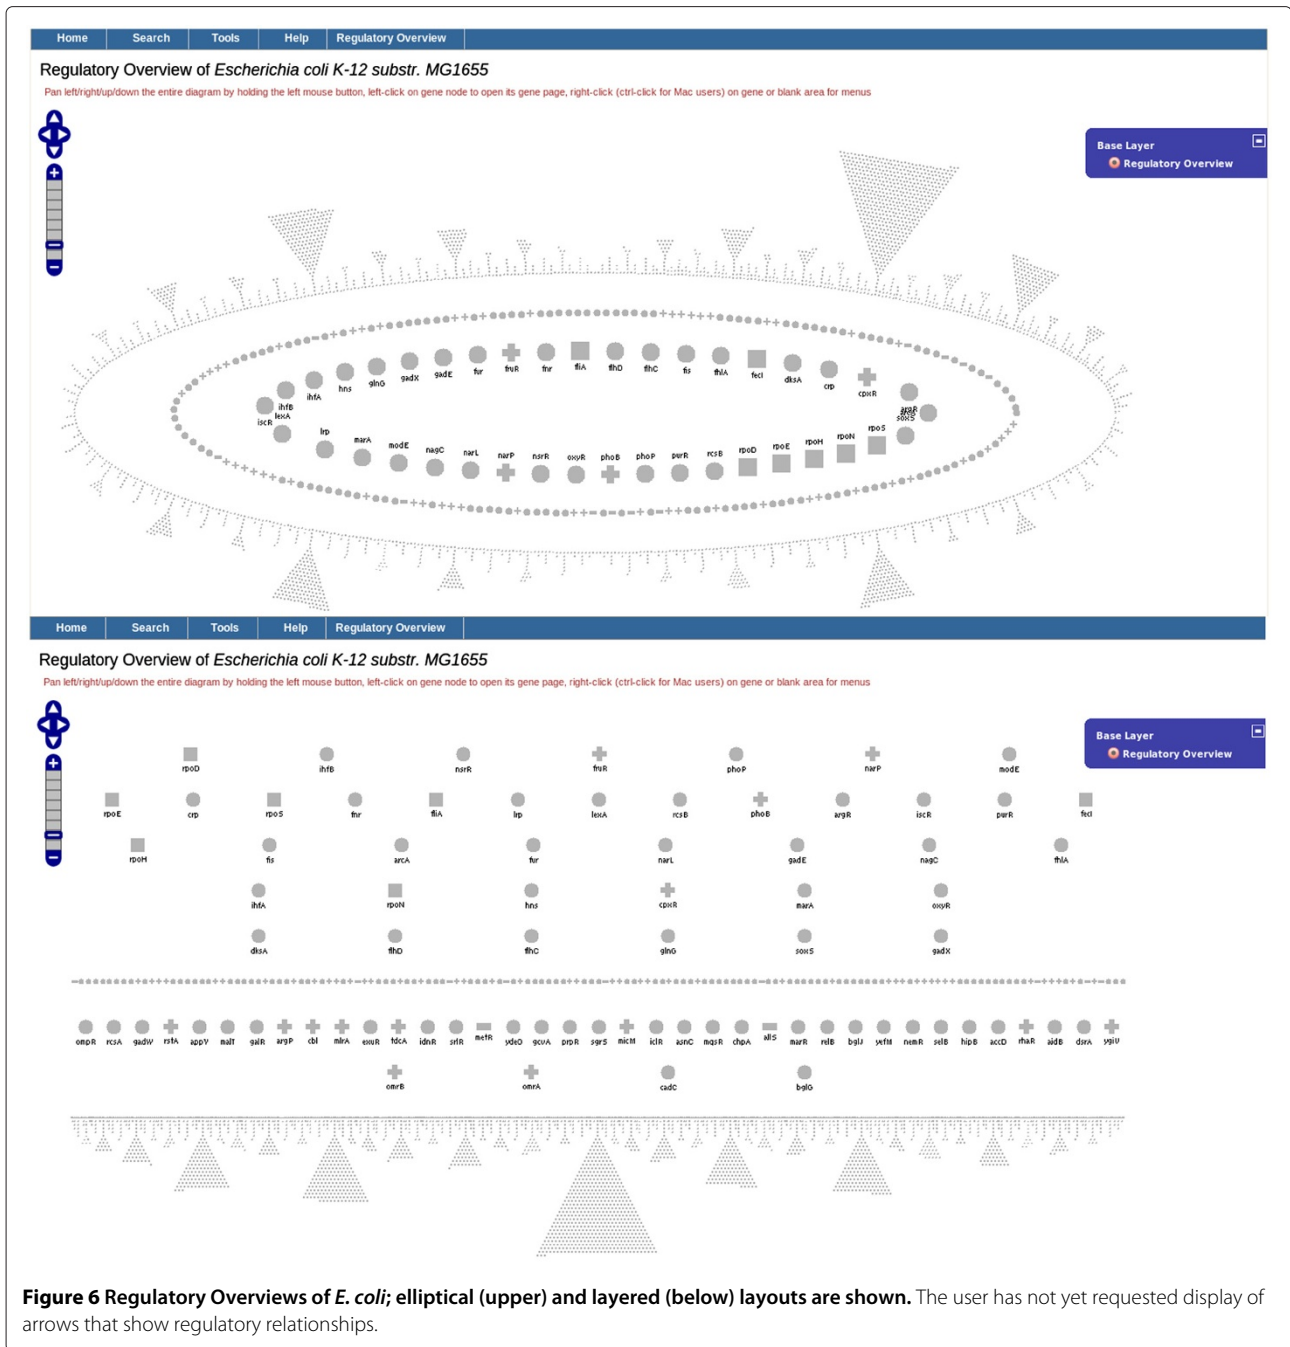 Home Search Tools Help Regulatory Overview
Regulatory Overview of Escherichia coli K-12 substr. MG1655
Pan left/right/up/down the entire diagram by holding the left mouse button, left-click on gene node to open its gene page, right-click (ctrl-click for Mac users) on gene or blank area for menus
Base Layer
Regulatory Overview
iscR lexA ihfB ihfA hns glnG gadX gadE fur fruR fnr fliA flhD flhC fis fhlA fecI dksA crp cpxR argR
soxS
lrp marA modE nagC narL narP nsrR oxyR phoB phoP purR rcsB rpoD rpoE rpoH rpoN rpoS
Home Search Tools Help Regulatory Overview
Regulatory Overview of Escherichia coli K-12 substr. MG1655
Pan left/right/up/down the entire diagram by holding the left mouse button, left-click on gene node to open its gene page, right-click (ctrl-click for Mac users) on gene or blank area for menus
Base Layer
Regulatory Overview
rpoD ihfB nsrR fruR phoP narP modE
rpoE crp rpoS fnr fliA lrp lexA rcsB phoB argR iscR purR fecI
rpoH fis arcA fur narL gadE nagC fhlA
ihfA rpoN hns cpxR marA oxyR
dksA flhD flhC glnG soxS gadX
ompR rcsA gadW rstA appY malT galR argP cbl mlrA exuR tdcA idnR srlR metR ydeO gcvA prpR sgrS micM iclR asnC mqsR chpA allS marR relB bglJ yefM nemR selB hipB accD rhaR aidB dsrA ygiV
omrB omrA cadC bglG
Figure 6 Regulatory Overviews of E. coli; elliptical (upper) and layered (below) layouts are shown. The user has not yet requested display of
arrows that show regulatory relationships.